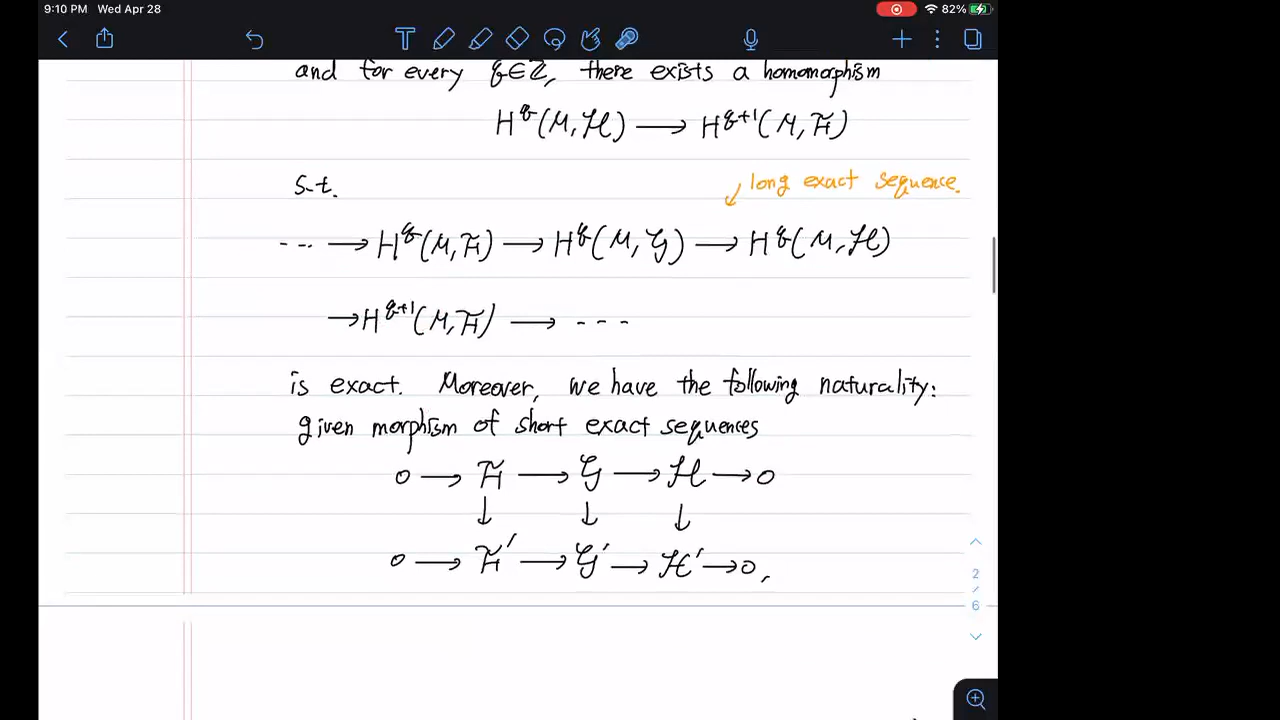 9:10 PM Wed Apr 28
82%
and for every q∈ℤ, there exists a homomorphism
H^q(M,ℋ) ⟶ H^{q+1}(M,ℱ)
s.t.
long exact sequence.
--- ⟶ H^q(M,ℱ) ⟶ H^q(M,𝒢) ⟶ H^q(M,ℋ)
⟶ H^{q+1}(M,ℱ) ⟶ ---
is exact. Moreover, we have the following naturality:
given morphism of short exact sequences
0 ⟶ ℱ ⟶ 𝒢 ⟶ ℋ ⟶ 0
↓ ↓ ↓
0 ⟶ ℱ′ ⟶ 𝒢′ ⟶ ℋ′ ⟶ 0,
2
/
6